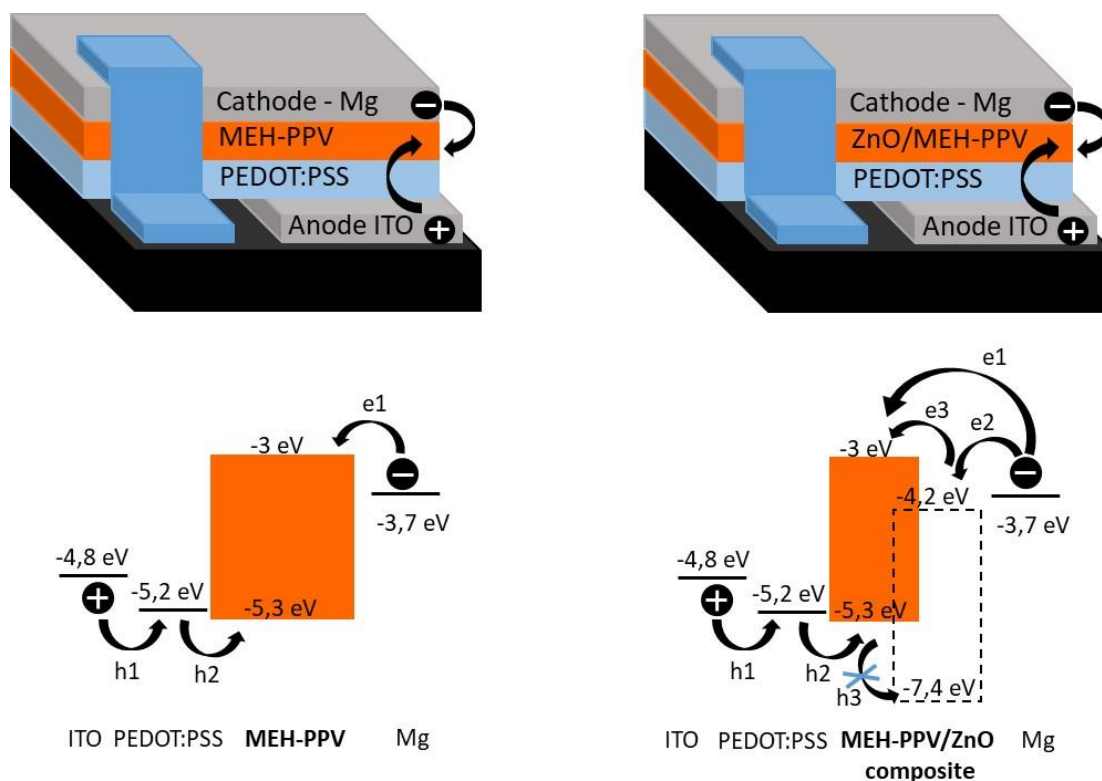 Cathode - Mg
MEH-PPV
PEDOT:PSS
Anode ITO
Cathode - Mg
ZnO/MEH-PPV
PEDOT:PSS
Anode ITO
e1
-3 eV
-3,7 eV
-4,8 eV
-5,2 eV
-5,3 eV
h1
h2
ITO PEDOT:PSS MEH-PPV Mg
e1
e3
e2
-3 eV
-4,2 eV
-3,7 eV
-4,8 eV
-5,2 eV
-5,3 eV
h1
h2
h3
-7,4 eV
ITO PEDOT:PSS MEH-PPV/ZnO Mg
composite